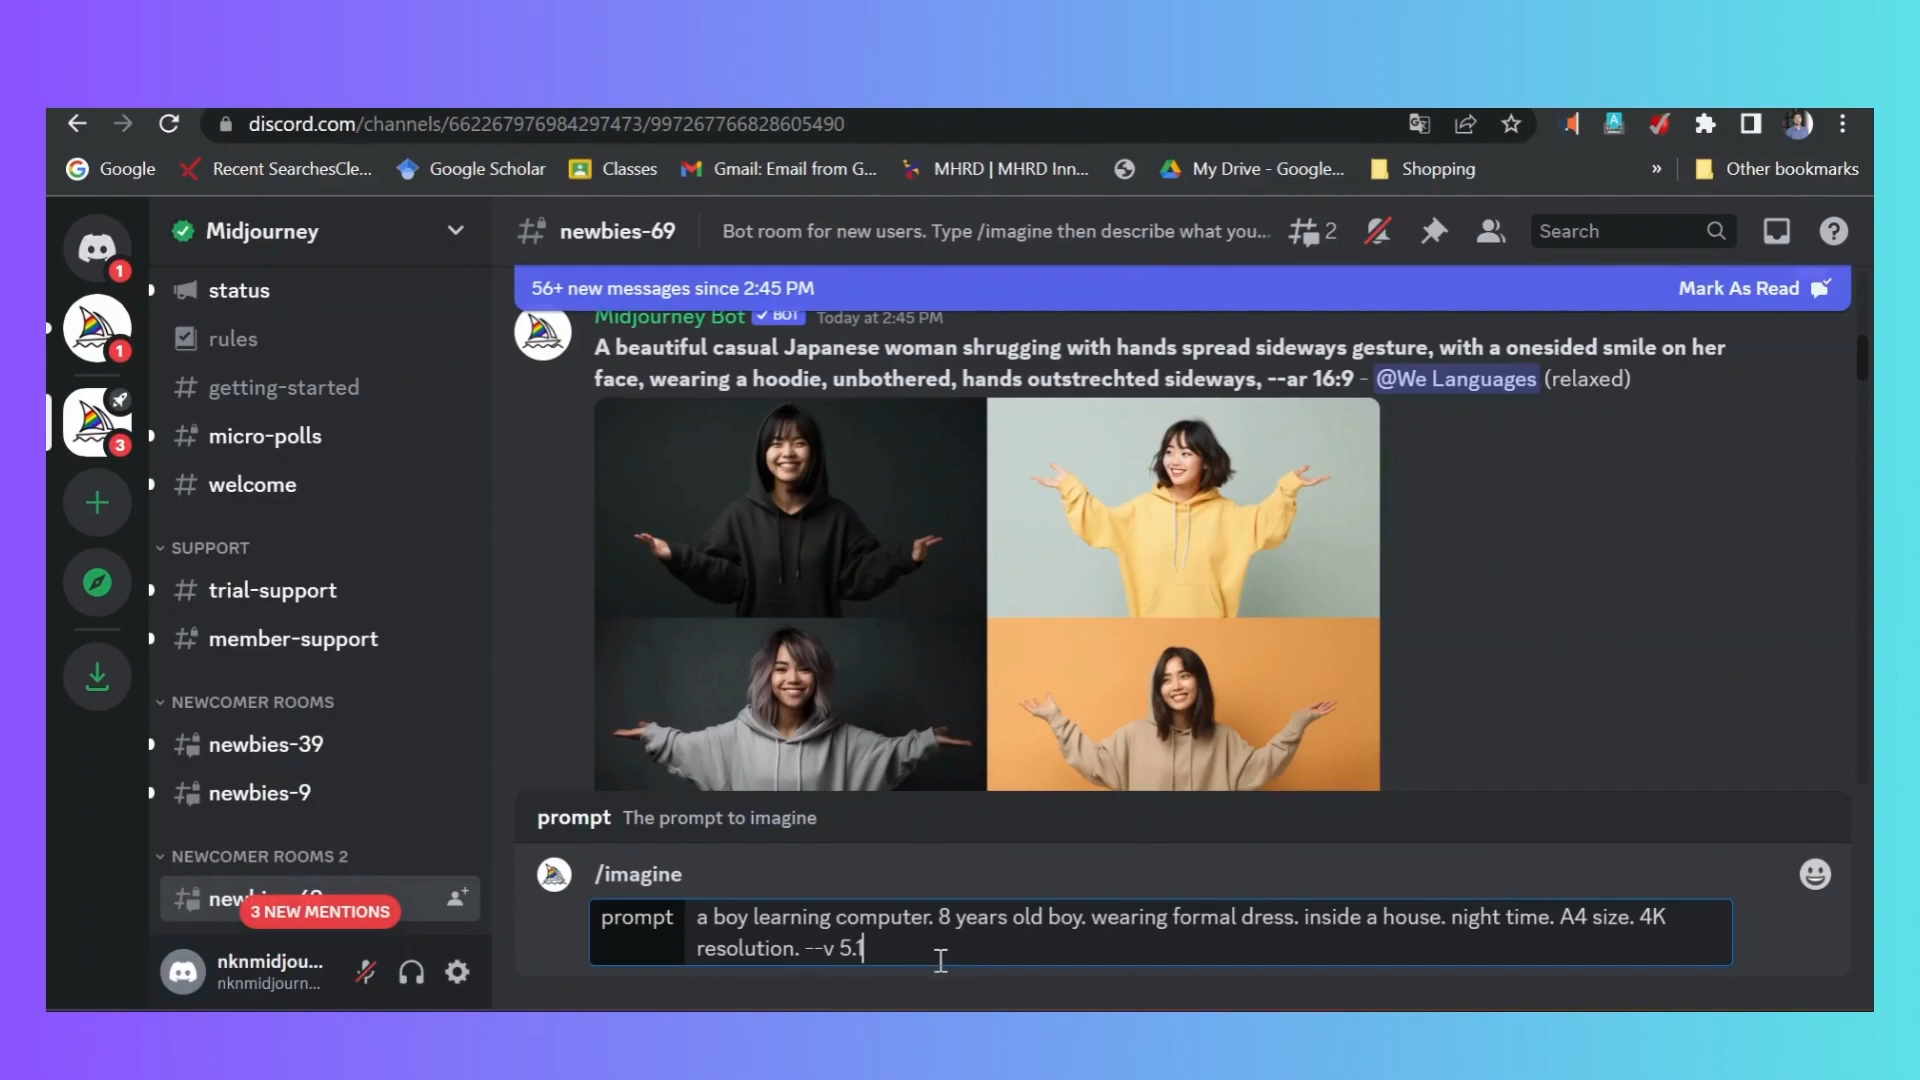 discord.com/channels/662267976984297473/997267766828605490
Google Recent SearchesCle... Google Scholar Classes Gmail: Email from G... MHRD | MHRD Inn... My Drive - Google... Shopping » Other bookmarks
Midjourney
newbies-69 Bot room for new users. Type /imagine then describe what you... 2 Search
1
1
3
status
rules
getting-started
micro-polls
welcome
SUPPORT
trial-support
member-support
NEWCOMER ROOMS
newbies-39
newbies-9
NEWCOMER ROOMS 2
3 NEW MENTIONS
nknmidjou...
nknmidjourn...
56+ new messages since 2:45 PM Mark As Read
Midjourney Bot BOT Today at 2:45 PM
A beautiful casual Japanese woman shrugging with hands spread sideways gesture, with a onesided smile on her
face, wearing a hoodie, unbothered, hands outstrechted sideways, --ar 16:9 - @We Languages (relaxed)
prompt The prompt to imagine
/imagine
prompt a boy learning computer. 8 years old boy. wearing formal dress. inside a house. night time. A4 size. 4K
resolution. --v 5.1